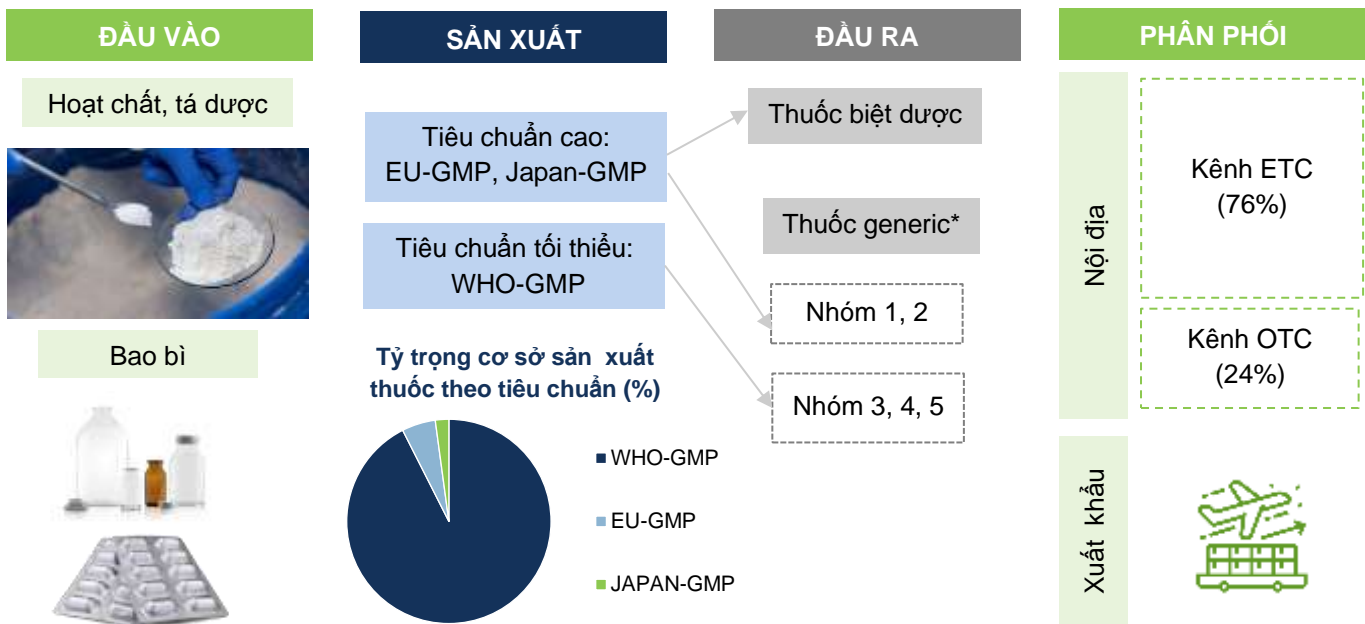 ĐẦU VÀO
Hoạt chất, tá dược
Bao bì
SẢN XUẤT
Tiêu chuẩn cao:
EU-GMP, Japan-GMP
Tiêu chuẩn tối thiểu:
WHO-GMP
Tỷ trọng cơ sở sản xuất
thuốc theo tiêu chuẩn (%)
WHO-GMP
EU-GMP
JAPAN-GMP
ĐẦU RA
Thuốc biệt dược
Thuốc generic*
Nhóm 1, 2
Nhóm 3, 4, 5
PHÂN PHỐI
Nội địa
Kênh ETC
(76%)
Kênh OTC
(24%)
Xuất khẩu